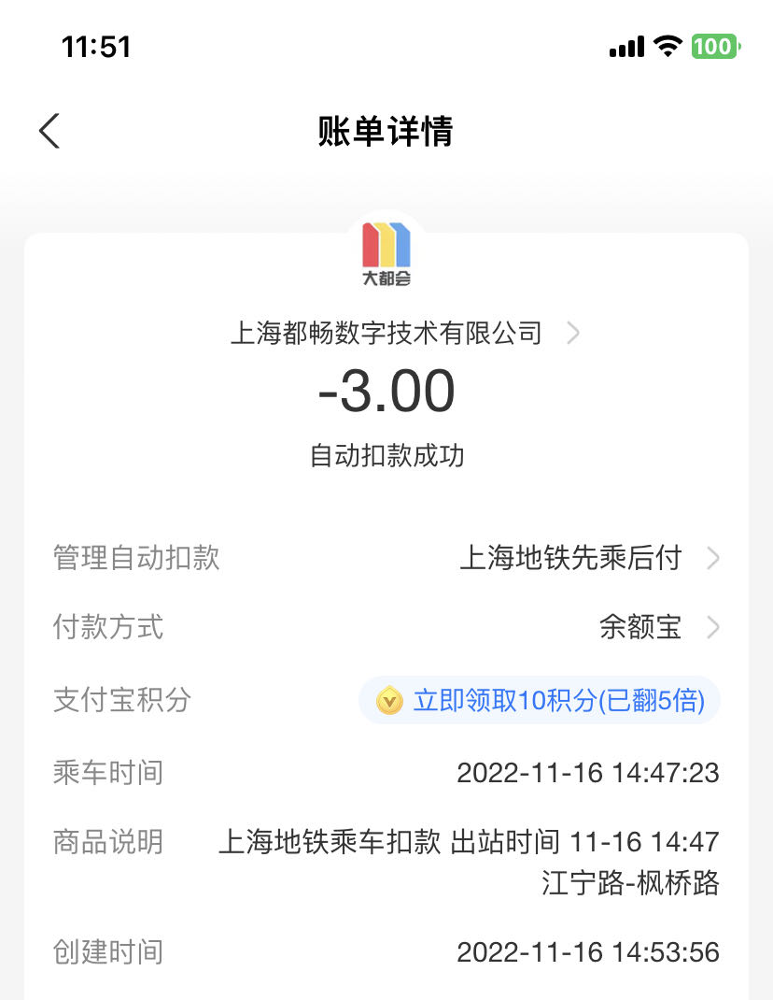 11:51
100
账单详情
大都会
上海都畅数字技术有限公司
-3.00
自动扣款成功
管理自动扣款 上海地铁先乘后付
付款方式 余额宝
支付宝积分 立即领取10积分(已翻5倍)
乘车时间 2022-11-16 14:47:23
商品说明 上海地铁乘车扣款 出站时间 11-16 14:47
江宁路-枫桥路
创建时间 2022-11-16 14:53:56